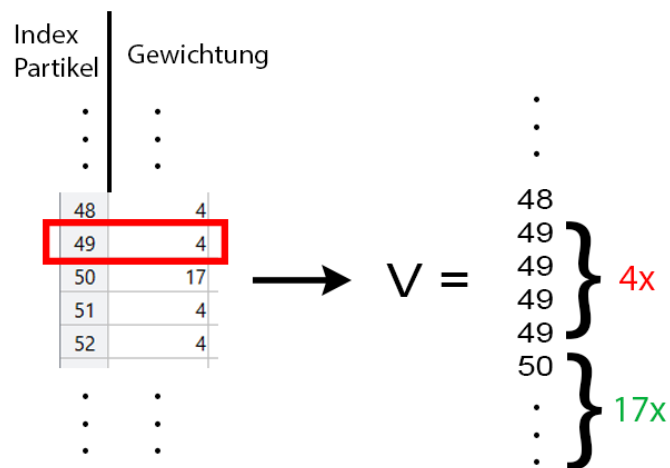 Index
Partikel
Gewichtung
48 4
49 4
50 17
51 4
52 4
V =
48
49
49
49
49
50
4x
17x